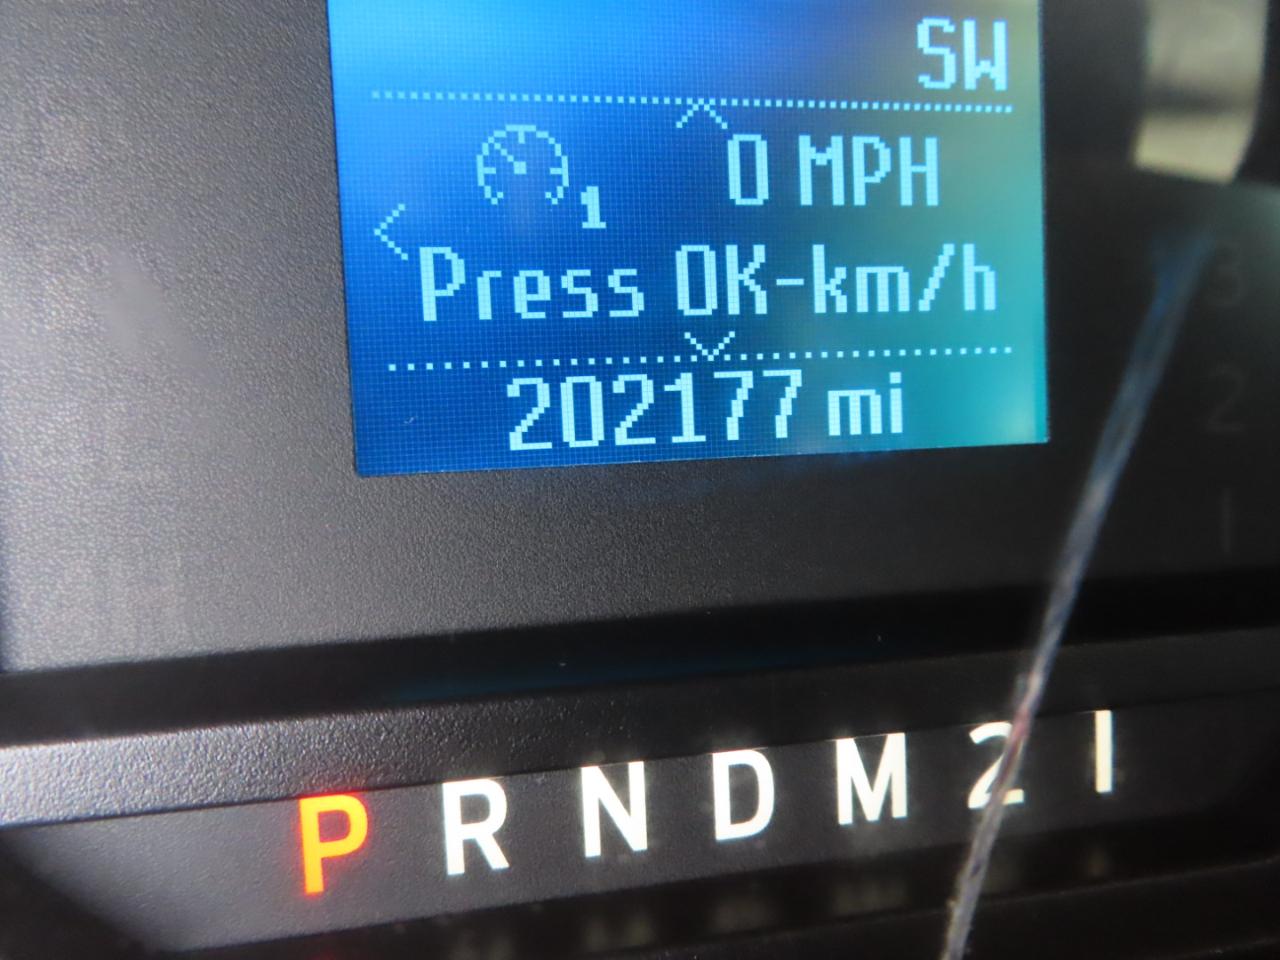 SW
1 0 MPH
Press OK-km/h
202177 mi
3
2
1
P R N D M 2 1